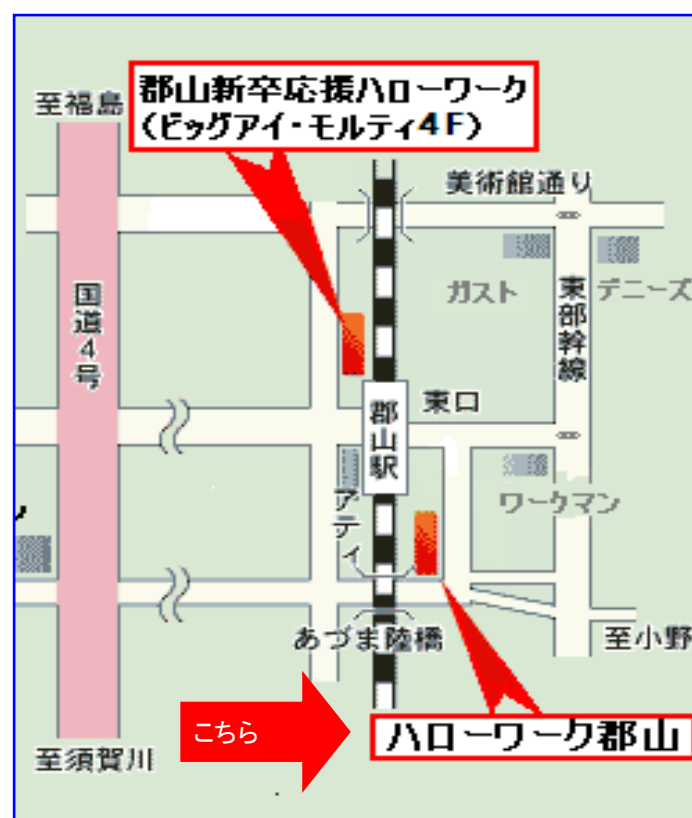 郡山新卒応援ハローワーク
（ビッグアイ・モルティ４F）
至福島
美術館通り
ガスト
デニーズ
国道4号
東部幹線
東口
郡山駅
ワークマン
アティ
あづま陸橋
至小野
こちら
ハローワーク郡山
至須賀川